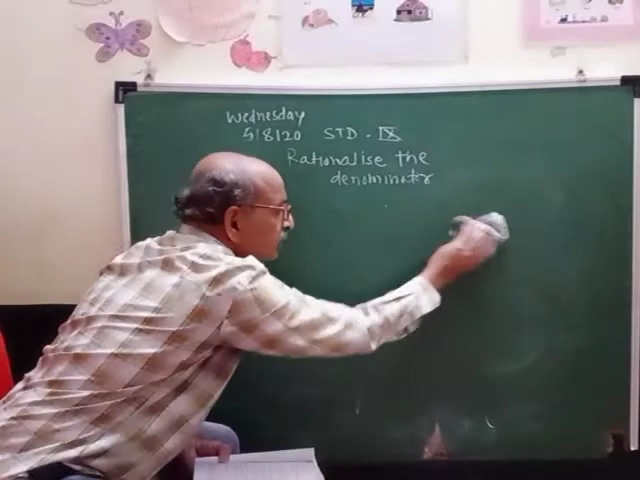 Wednesday
5/8/20 STD - IX
Rationalise the
denominator